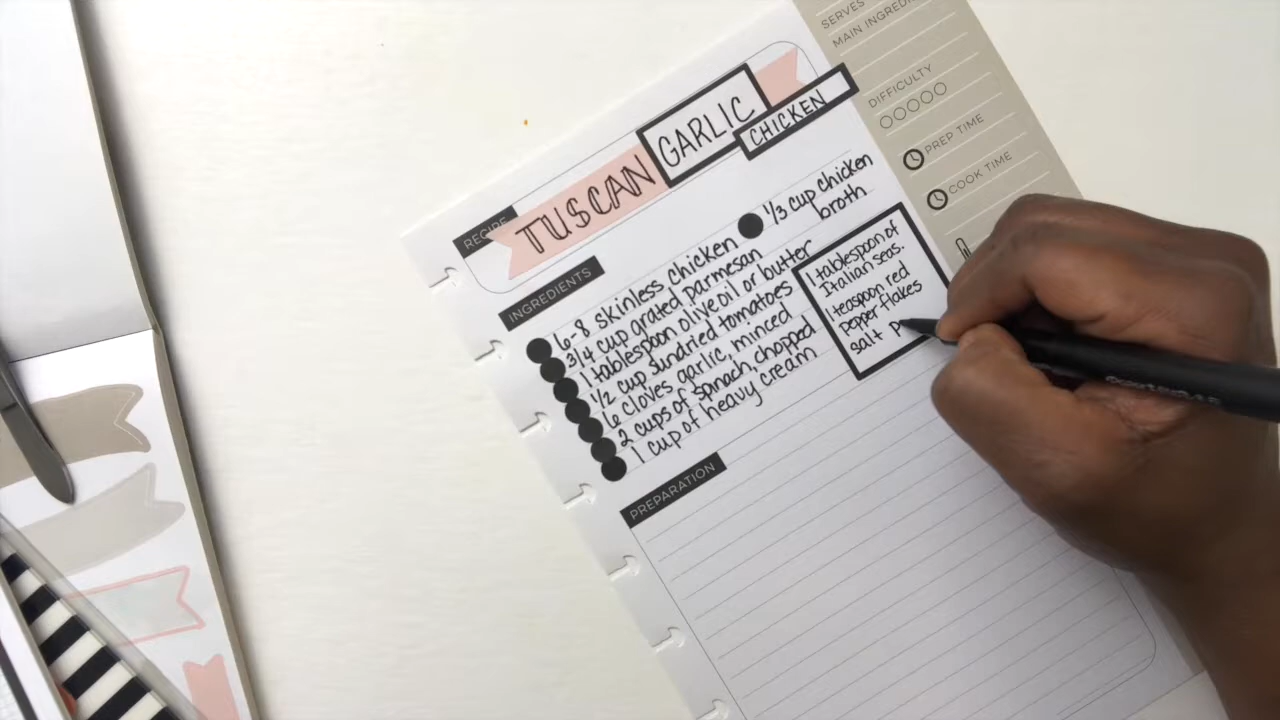 SERVES
MAIN INGREDI
DIFFICULTY
PREP TIME
COOK TIME
RECIPE
TUSCAN
GARLIC
CHICKEN
INGREDIENTS
6-8 skinless chicken
3/4 cup grated parmesan
1 tablespoon olive oil or butter
1/2 cup sundried tomatoes
6 cloves garlic, minced
2 cups of spinach, chopped
1 cup of heavy cream
1/3 cup chicken
broth
1 tablespoon of
Italian seas.
1 teaspoon red
pepper flakes
salt p
PREPARATION